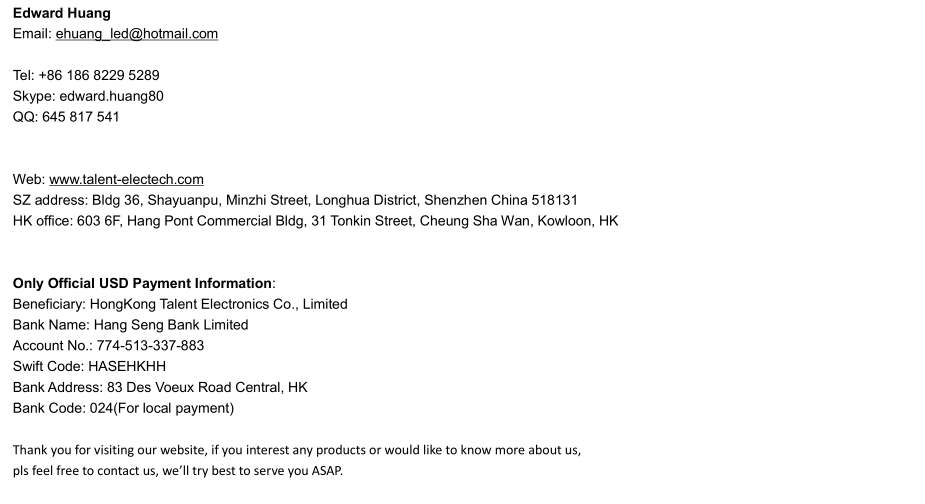 Edward Huang
Email: ehuang_led@hotmail.com
Tel: +86 186 8229 5289
Skype: edward.huang80
QQ: 645 817 541
Web: www.talent-electech.com
SZ address: Bldg 36, Shayuanpu, Minzhi Street, Longhua District, Shenzhen China 518131
HK office: 603 6F, Hang Pont Commercial Bldg, 31 Tonkin Street, Cheung Sha Wan, Kowloon, HK
Only Official USD Payment Information:
Beneficiary: HongKong Talent Electronics Co., Limited
Bank Name: Hang Seng Bank Limited
Account No.: 774-513-337-883
Swift Code: HASEHKHH
Bank Address: 83 Des Voeux Road Central, HK
Bank Code: 024(For local payment)
Thank you for visiting our website, if you interest any products or would like to know more about us,
pls feel free to contact us, we’ll try best to serve you ASAP.